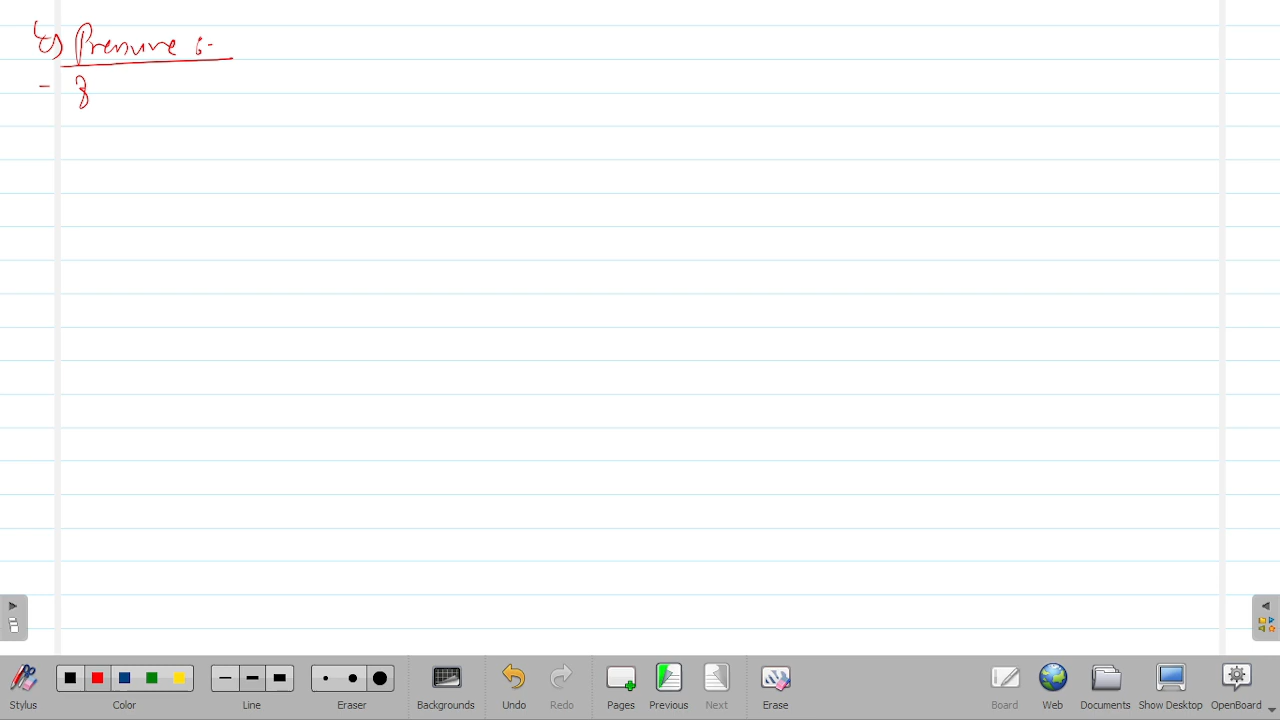 Pressure :-
-
Stylus Color Line Eraser Backgrounds Undo Redo Pages Previous Next Erase Board Web Documents Show Desktop OpenBoard